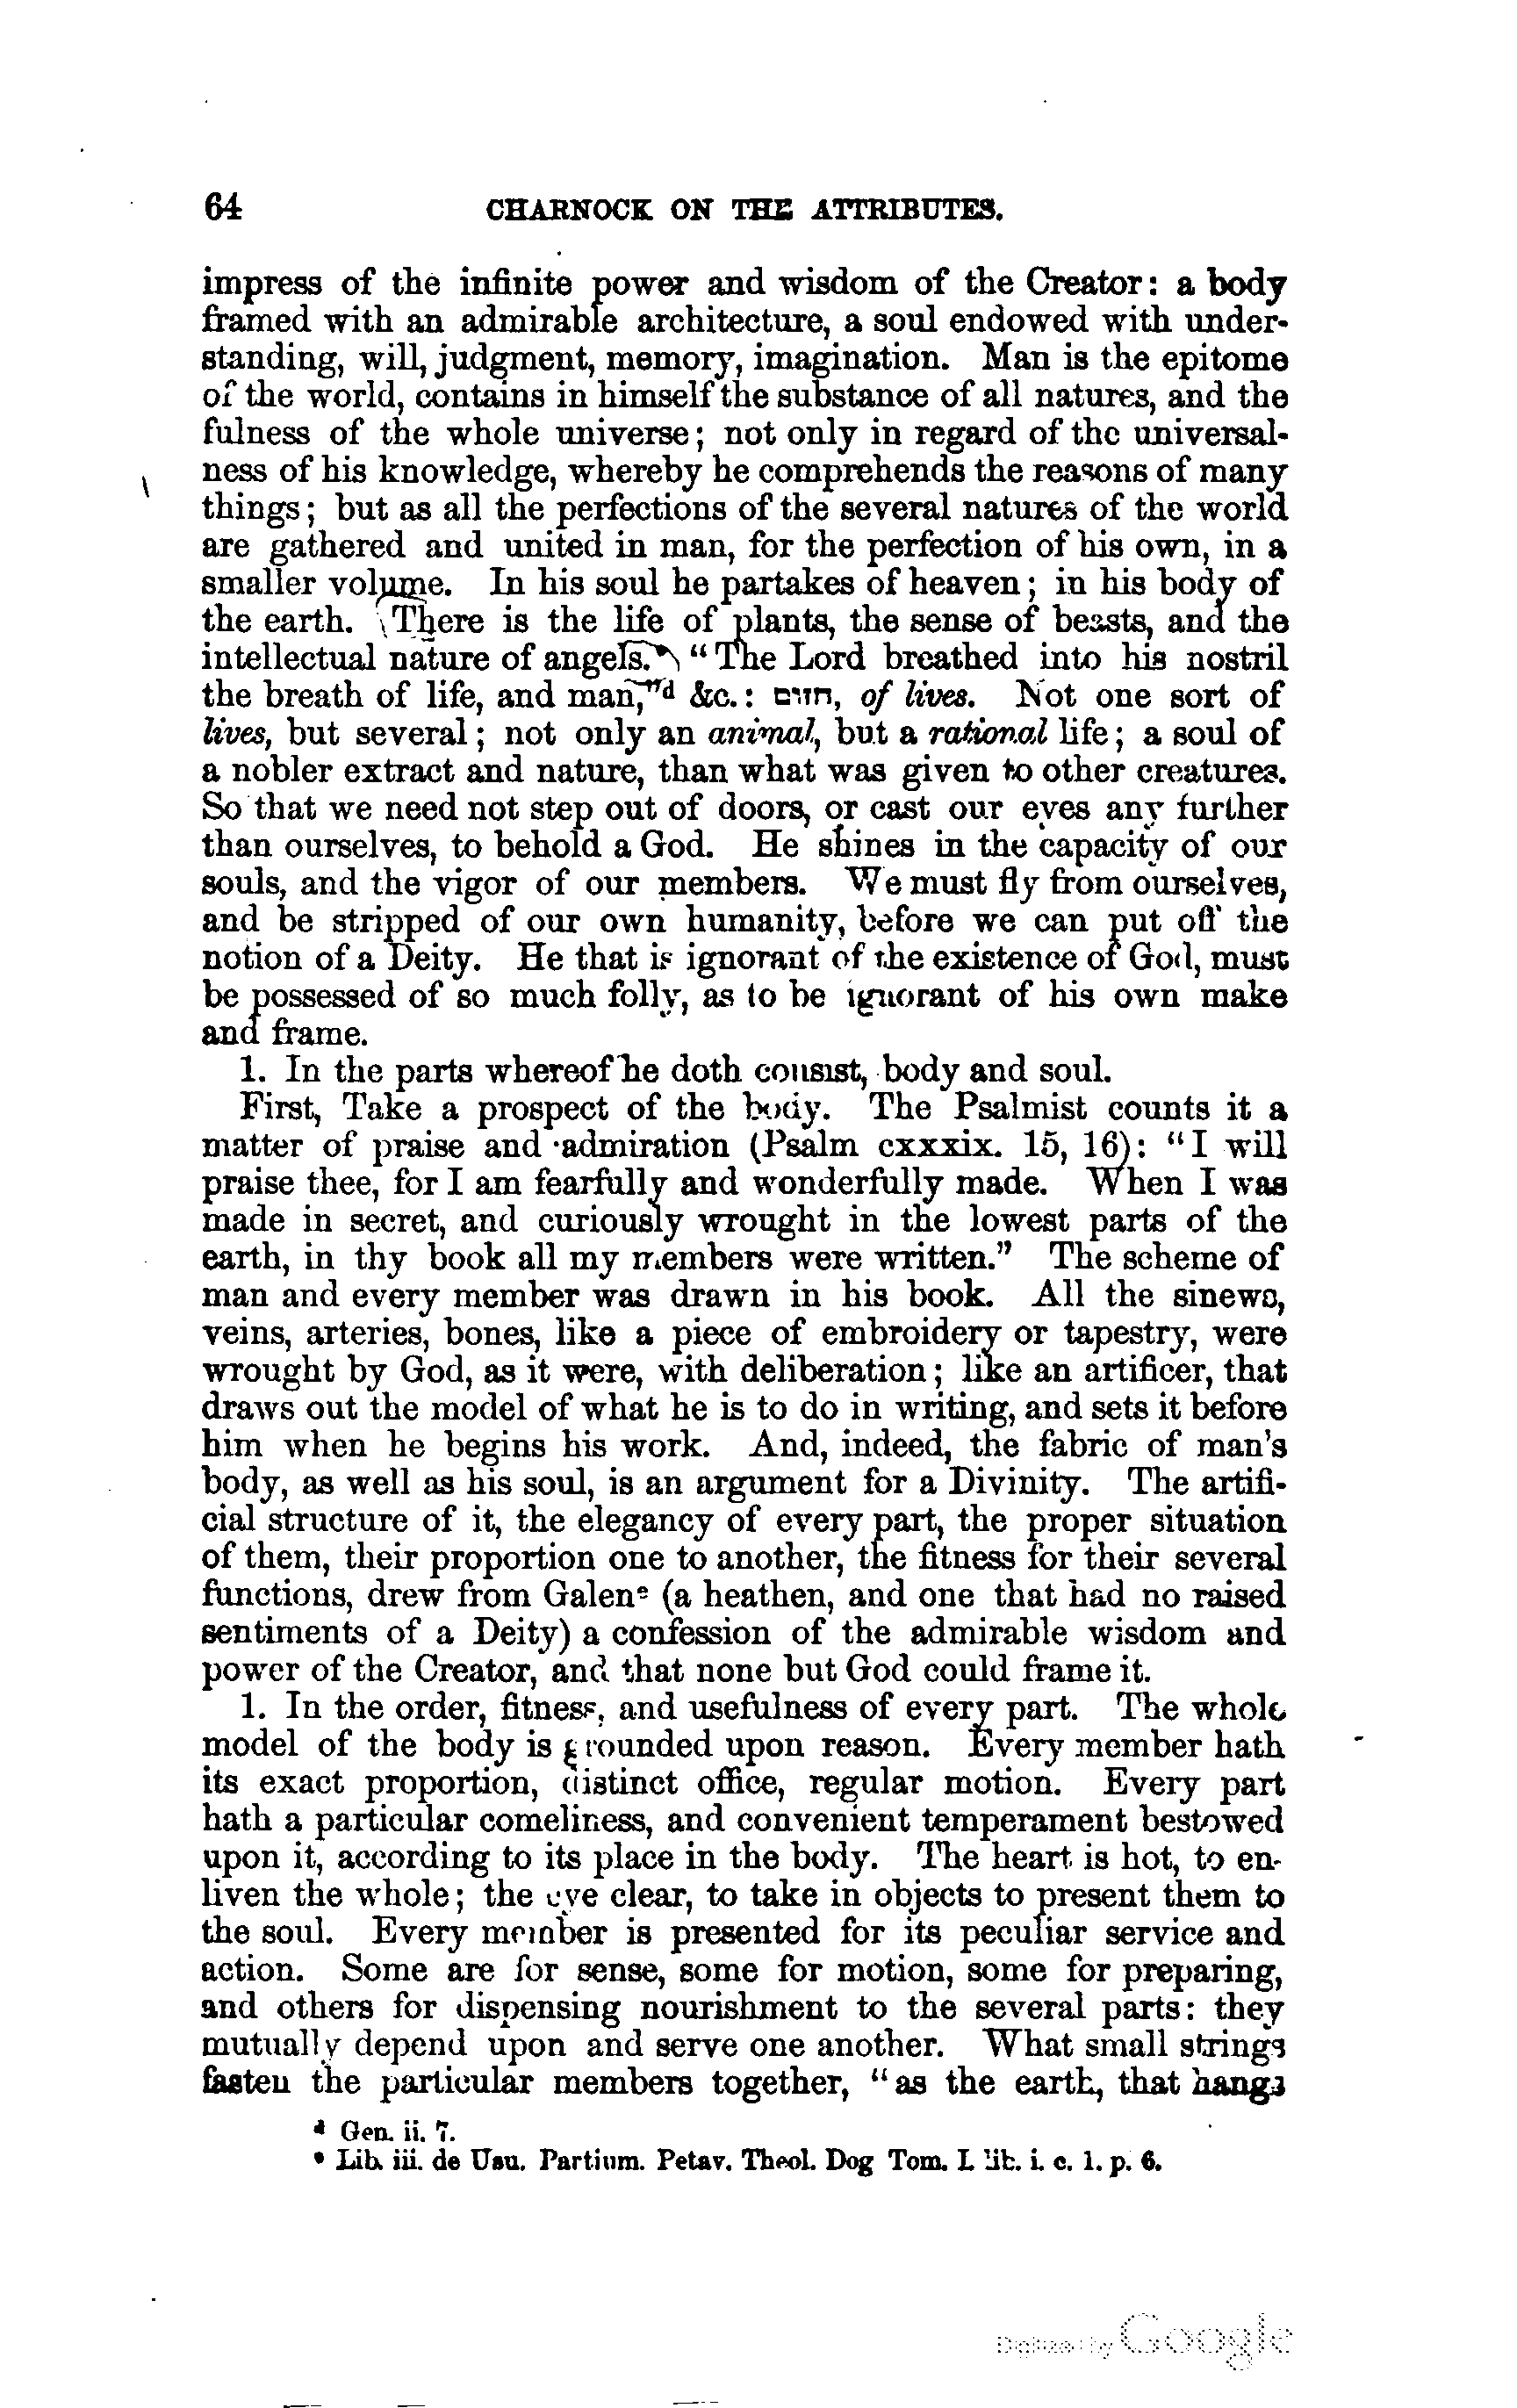 64 CHARNOCK ON THE ATTRIBUTES.
impress of the infinite power and wisdom of the Creator: a body
framed with an admirable architecture, a soul endowed with under-
standing, will, judgment, memory, imagination. Man is the epitome
of the world, contains in himself the substance of all natures, and the
fulness of the whole universe; not only in regard of the universal-
ness of his knowledge, whereby he comprehends the reasons of many
things; but as all the perfections of the several natures of the world
are gathered and united in man, for the perfection of his own, in a
smaller volume. In his soul he partakes of heaven; in his body of
the earth. There is the life of plants, the sense of beasts, and the
intellectual nature of angels. "The Lord breathed into his nostril
the breath of life, and man,"d &c.: חיים, of lives. Not one sort of
lives, but several; not only an animal, but a rational life; a soul of
a nobler extract and nature, than what was given to other creatures.
So that we need not step out of doors, or cast our eyes any further
than ourselves, to behold a God. He shines in the capacity of our
souls, and the vigor of our members. We must fly from ourselves,
and be stripped of our own humanity, before we can put off the
notion of a Deity. He that is ignorant of the existence of God, must
be possessed of so much folly, as to be ignorant of his own make
and frame.
1. In the parts whereof he doth consist, body and soul.
First, Take a prospect of the body. The Psalmist counts it a
matter of praise and admiration (Psalm cxxxix. 15, 16): "I will
praise thee, for I am fearfully and wonderfully made. When I was
made in secret, and curiously wrought in the lowest parts of the
earth, in thy book all my members were written." The scheme of
man and every member was drawn in his book. All the sinews,
veins, arteries, bones, like a piece of embroidery or tapestry, were
wrought by God, as it were, with deliberation; like an artificer, that
draws out the model of what he is to do in writing, and sets it before
him when he begins his work. And, indeed, the fabric of man's
body, as well as his soul, is an argument for a Divinity. The artifi-
cial structure of it, the elegancy of every part, the proper situation
of them, their proportion one to another, the fitness for their several
functions, drew from Galene (a heathen, and one that had no raised
sentiments of a Deity) a confession of the admirable wisdom and
power of the Creator, and that none but God could frame it.
1. In the order, fitness, and usefulness of every part. The whole
model of the body is grounded upon reason. Every member hath
its exact proportion, distinct office, regular motion. Every part
hath a particular comeliness, and convenient temperament bestowed
upon it, according to its place in the body. The heart is hot, to en-
liven the whole; the eye clear, to take in objects to present them to
the soul. Every member is presented for its peculiar service and
action. Some are for sense, some for motion, some for preparing,
and others for dispensing nourishment to the several parts: they
mutually depend upon and serve one another. What small strings
fasten the particular members together, "as the earth, that hangs
d Gen. ii. 7.
e Lib. iii. de Usu. Partium. Petav. Theol. Dog Tom. I. lib. i. c. 1. p. 6.
Digitized by Google